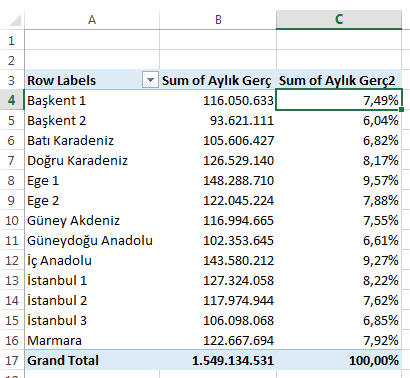 A B C
1
2
3 Row Labels Sum of Aylık Gerç Sum of Aylık Gerç2
4 Başkent 1 116.050.633 7,49%
5 Başkent 2 93.621.111 6,04%
6 Batı Karadeniz 105.606.427 6,82%
7 Doğru Karadeniz 126.529.140 8,17%
8 Ege 1 148.288.710 9,57%
9 Ege 2 122.045.224 7,88%
10 Güney Akdeniz 116.994.665 7,55%
11 Güneydoğu Anadolu 102.353.645 6,61%
12 İç Anadolu 143.580.212 9,27%
13 İstanbul 1 127.324.058 8,22%
14 İstanbul 2 117.974.944 7,62%
15 İstanbul 3 106.098.068 6,85%
16 Marmara 122.667.694 7,92%
17 Grand Total 1.549.134.531 100,00%